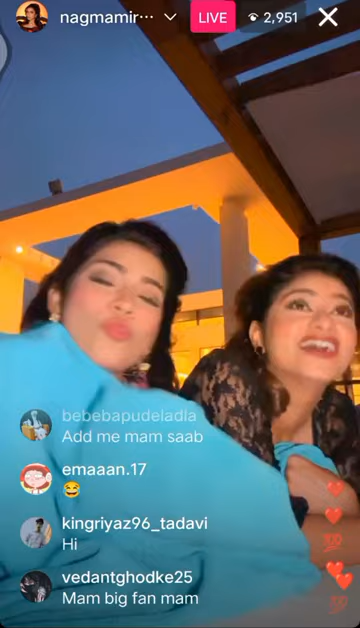 nagmamir...
LIVE
2,951
bebebapudeladla
Add me mam saab
emaaan.17
😂
kingriyaz96_tadavi
Hi
💯
vedantghodke25
Mam big fan mam
💯